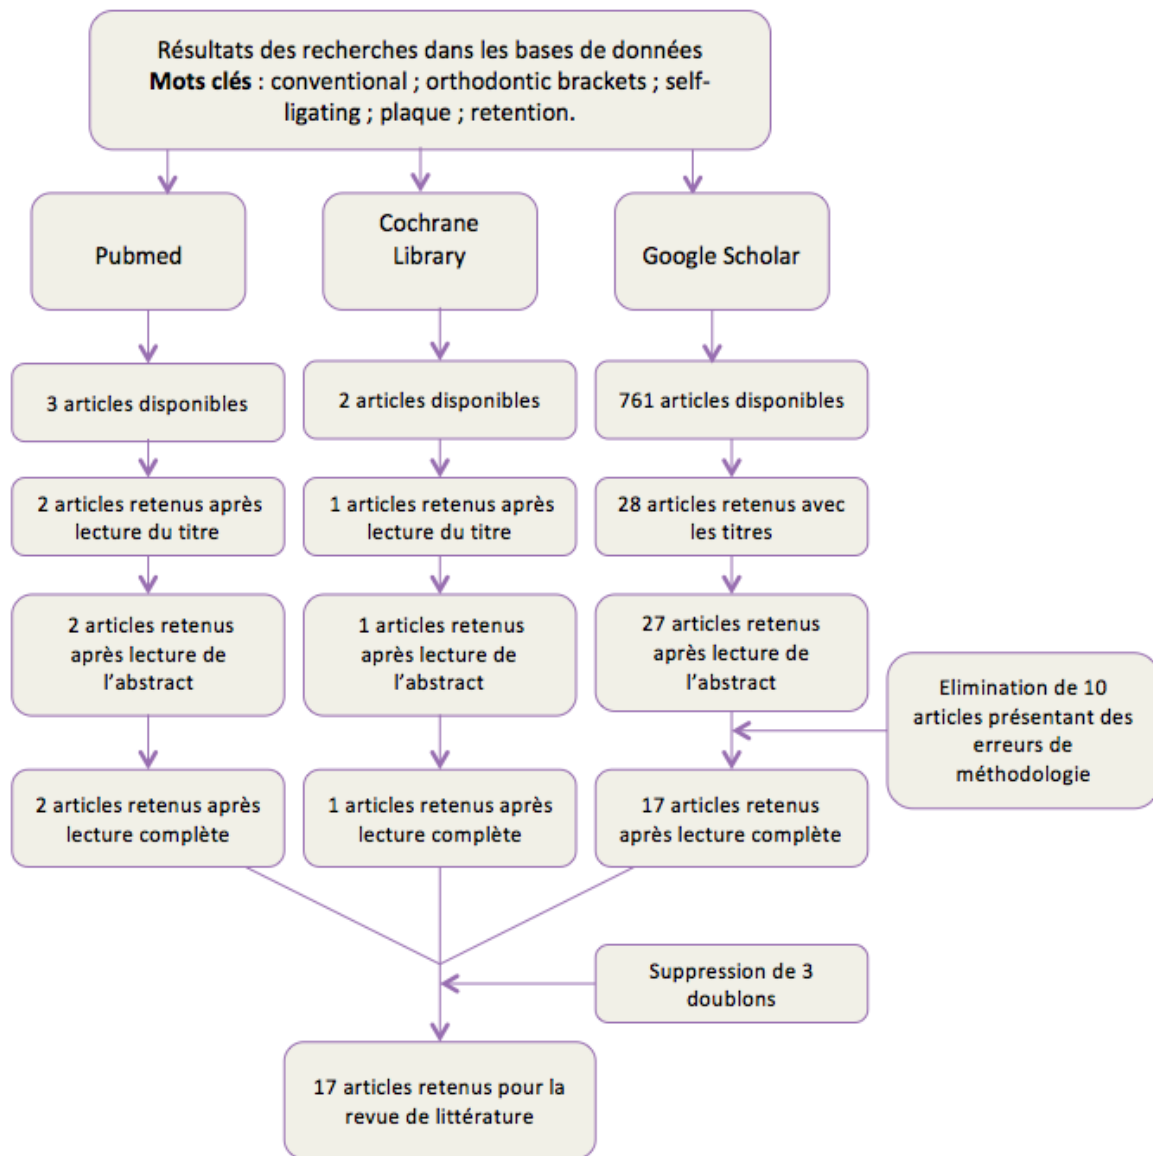 Résultats des recherches dans les bases de données
Mots clés : conventional ; orthodontic brackets ; self-
ligating ; plaque ; retention.
Pubmed
Cochrane
Library
Google Scholar
3 articles disponibles
2 articles disponibles
761 articles disponibles
2 articles retenus après
lecture du titre
1 articles retenus après
lecture du titre
28 articles retenus avec
les titres
2 articles retenus
après lecture de
l’abstract
1 articles retenus
après lecture de
l’abstract
27 articles retenus
après lecture de
l’abstract
Elimination de 10
articles présentant des
erreurs de
méthodologie
2 articles retenus après
lecture complète
1 articles retenus après
lecture complète
17 articles retenus
après lecture complète
Suppression de 3
doublons
17 articles retenus pour la
revue de littérature